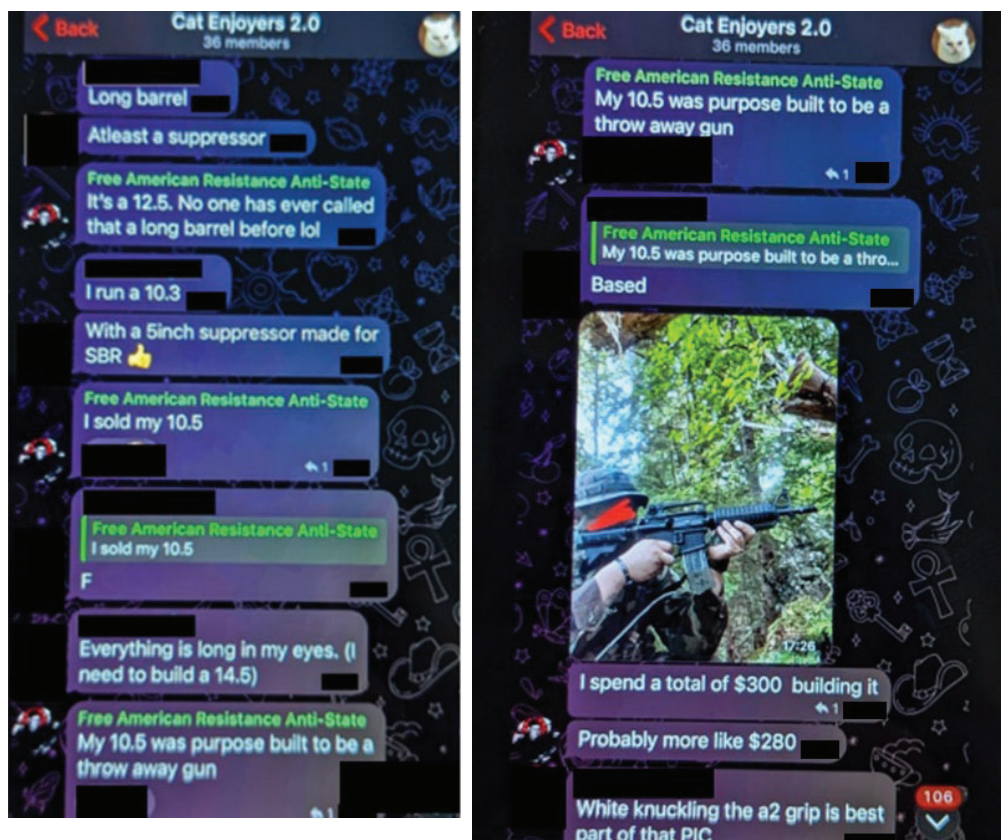 Back
Cat Enjoyers 2.0
36 members
Long barrel
Atleast a suppressor
Free American Resistance Anti-State
It's a 12.5. No one has ever called
that a long barrel before lol
I run a 10.3
With a 5inch suppressor made for
SBR 👍
Free American Resistance Anti-State
I sold my 10.5
1
Free American Resistance Anti-State
I sold my 10.5
F
Everything is long in my eyes. (I
need to build a 14.5)
Free American Resistance Anti-State
My 10.5 was purpose built to be a
throw away gun
1
Back
Cat Enjoyers 2.0
36 members
Free American Resistance Anti-State
My 10.5 was purpose built to be a
throw away gun
1
Free American Resistance Anti-State
My 10.5 was purpose built to be a thro...
Based
17:26
I spend a total of $300 building it
1
Probably more like $280
White knuckling the a2 grip is best
part of that PIC
106